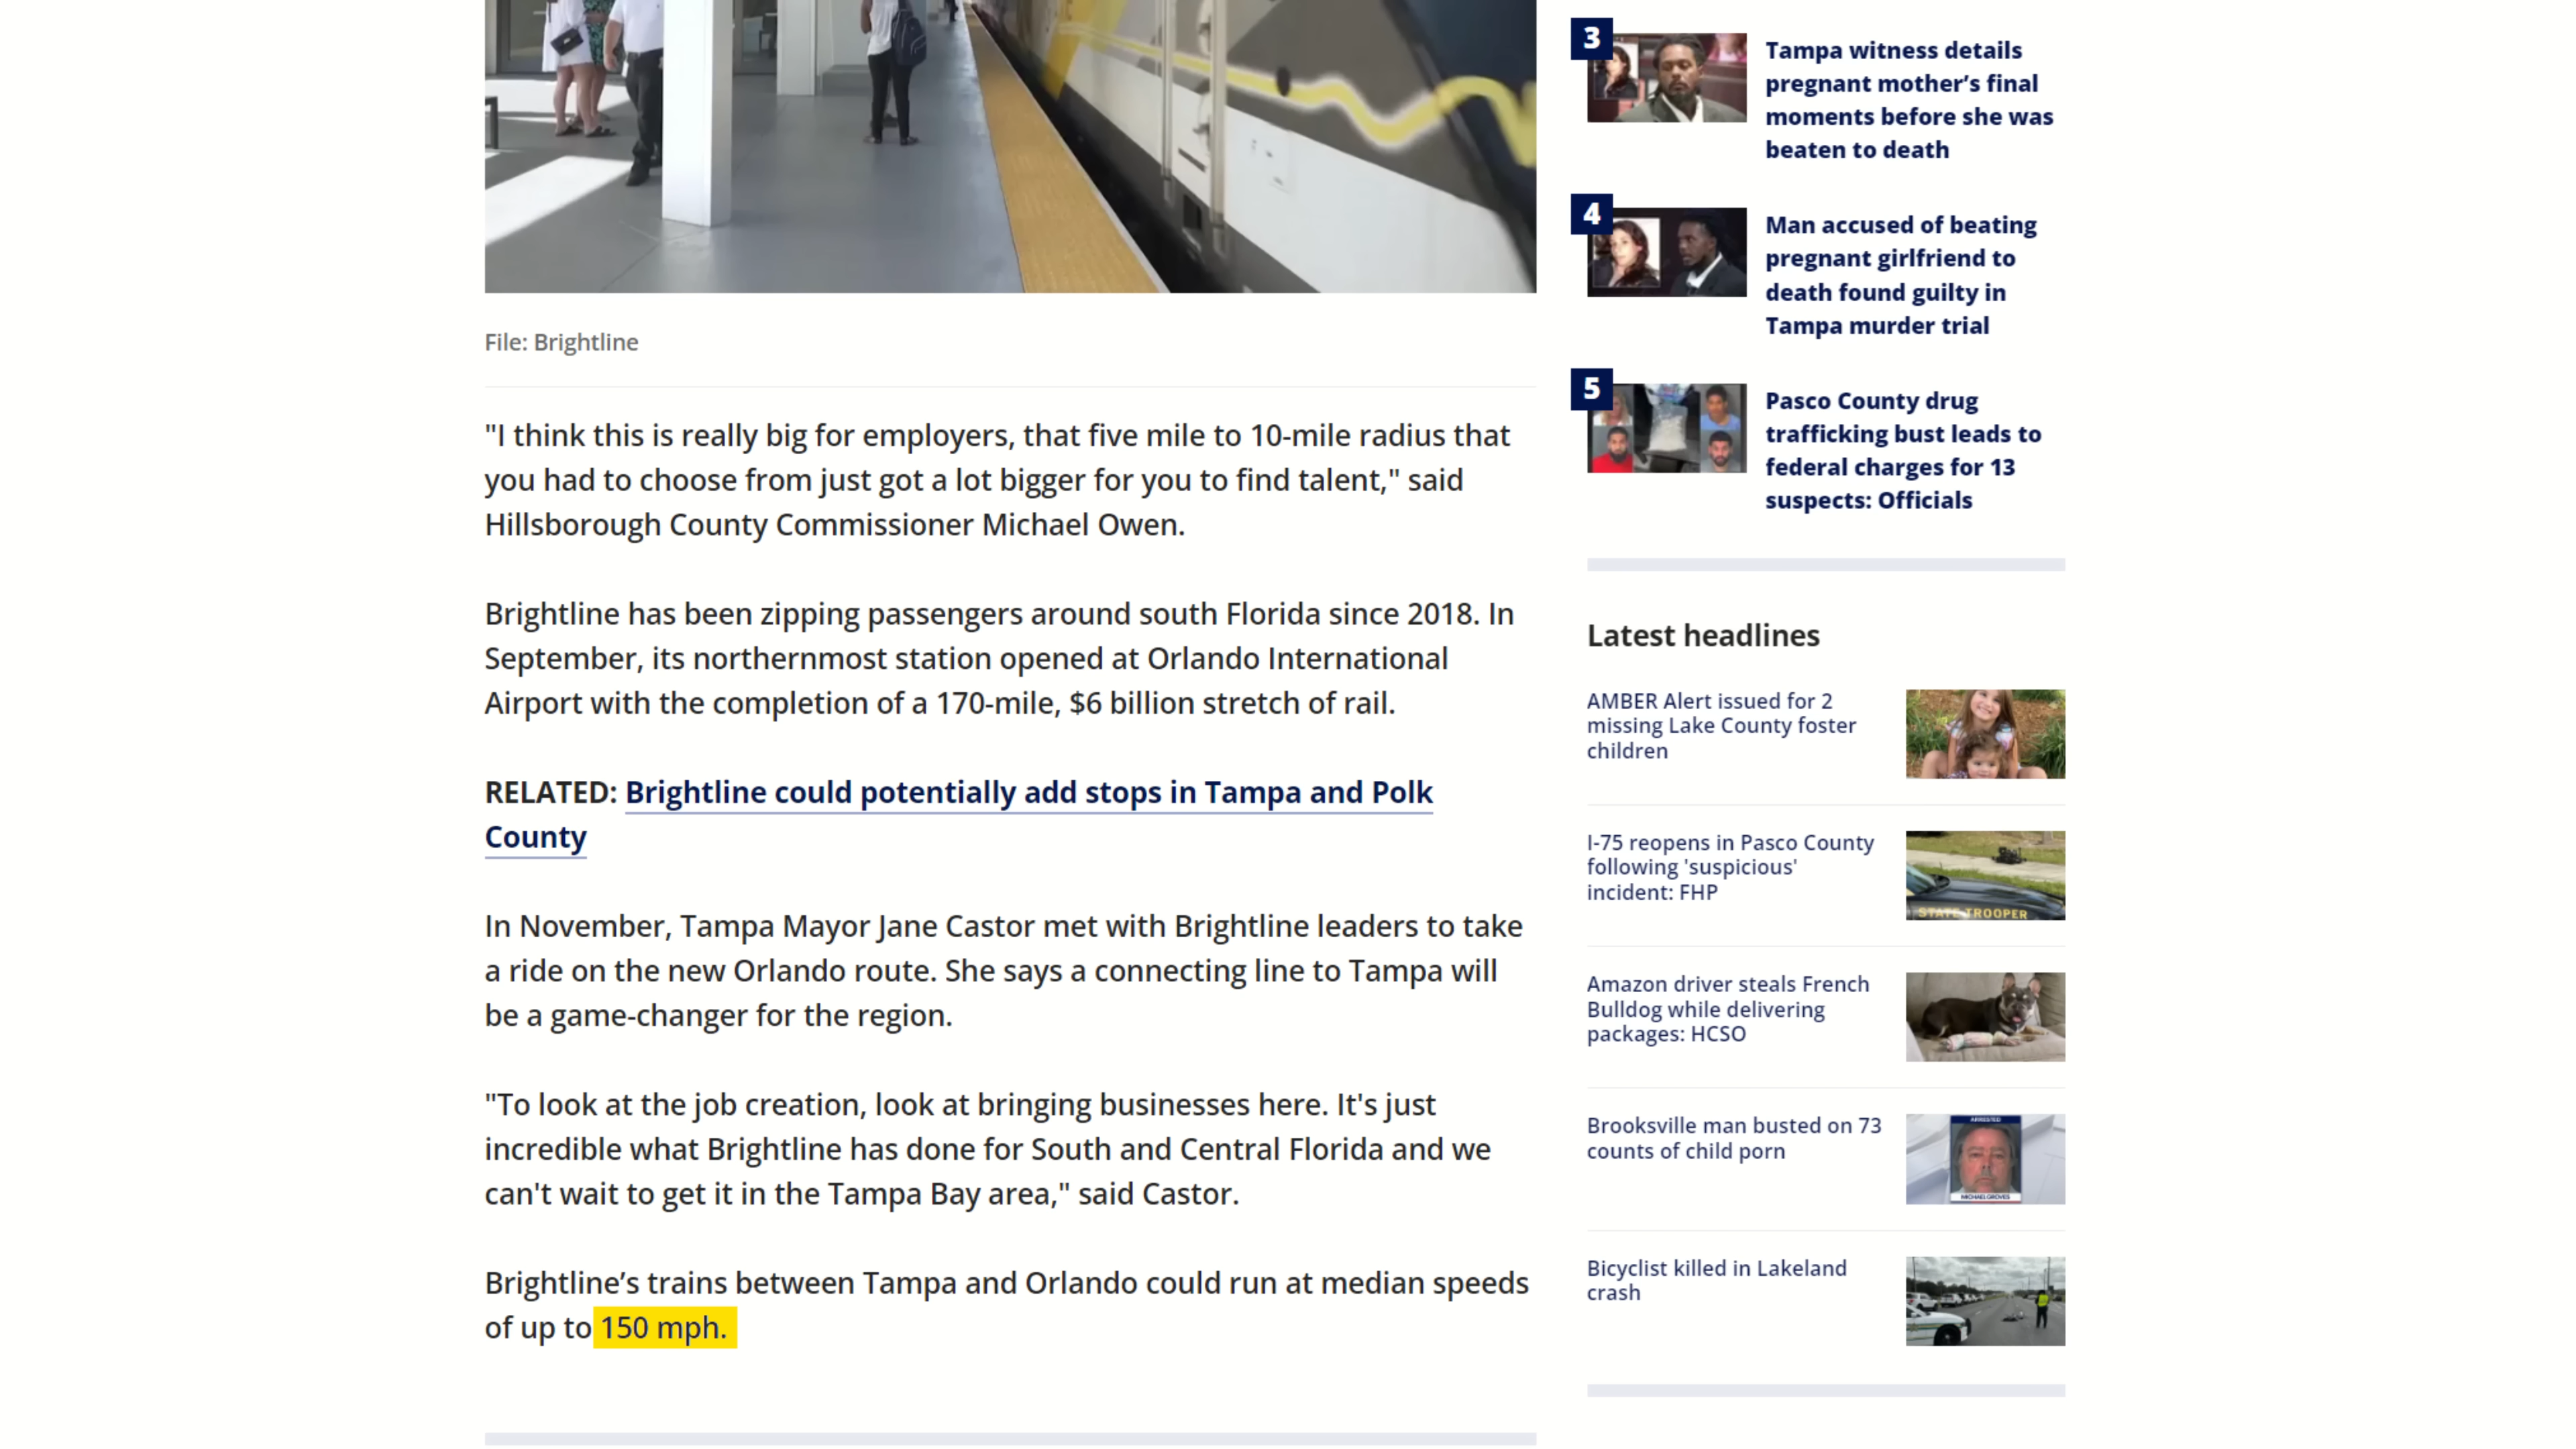 File: Brightline
"I think this is really big for employers, that five mile to 10-mile radius that
you had to choose from just got a lot bigger for you to find talent," said
Hillsborough County Commissioner Michael Owen.
Brightline has been zipping passengers around south Florida since 2018. In
September, its northernmost station opened at Orlando International
Airport with the completion of a 170-mile, $6 billion stretch of rail.
RELATED: Brightline could potentially add stops in Tampa and Polk
County
In November, Tampa Mayor Jane Castor met with Brightline leaders to take
a ride on the new Orlando route. She says a connecting line to Tampa will
be a game-changer for the region.
"To look at the job creation, look at bringing businesses here. It's just
incredible what Brightline has done for South and Central Florida and we
can't wait to get it in the Tampa Bay area," said Castor.
Brightline’s trains between Tampa and Orlando could run at median speeds
of up to 150 mph.
3
Tampa witness details
pregnant mother’s final
moments before she was
beaten to death
4
Man accused of beating
pregnant girlfriend to
death found guilty in
Tampa murder trial
5
Pasco County drug
trafficking bust leads to
federal charges for 13
suspects: Officials
Latest headlines
AMBER Alert issued for 2
missing Lake County foster
children
I-75 reopens in Pasco County
following 'suspicious'
incident: FHP
STATE TROOPER
Amazon driver steals French
Bulldog while delivering
packages: HCSO
Brooksville man busted on 73
counts of child porn
ARRESTED
MICHAEL GROVES
Bicyclist killed in Lakeland
crash